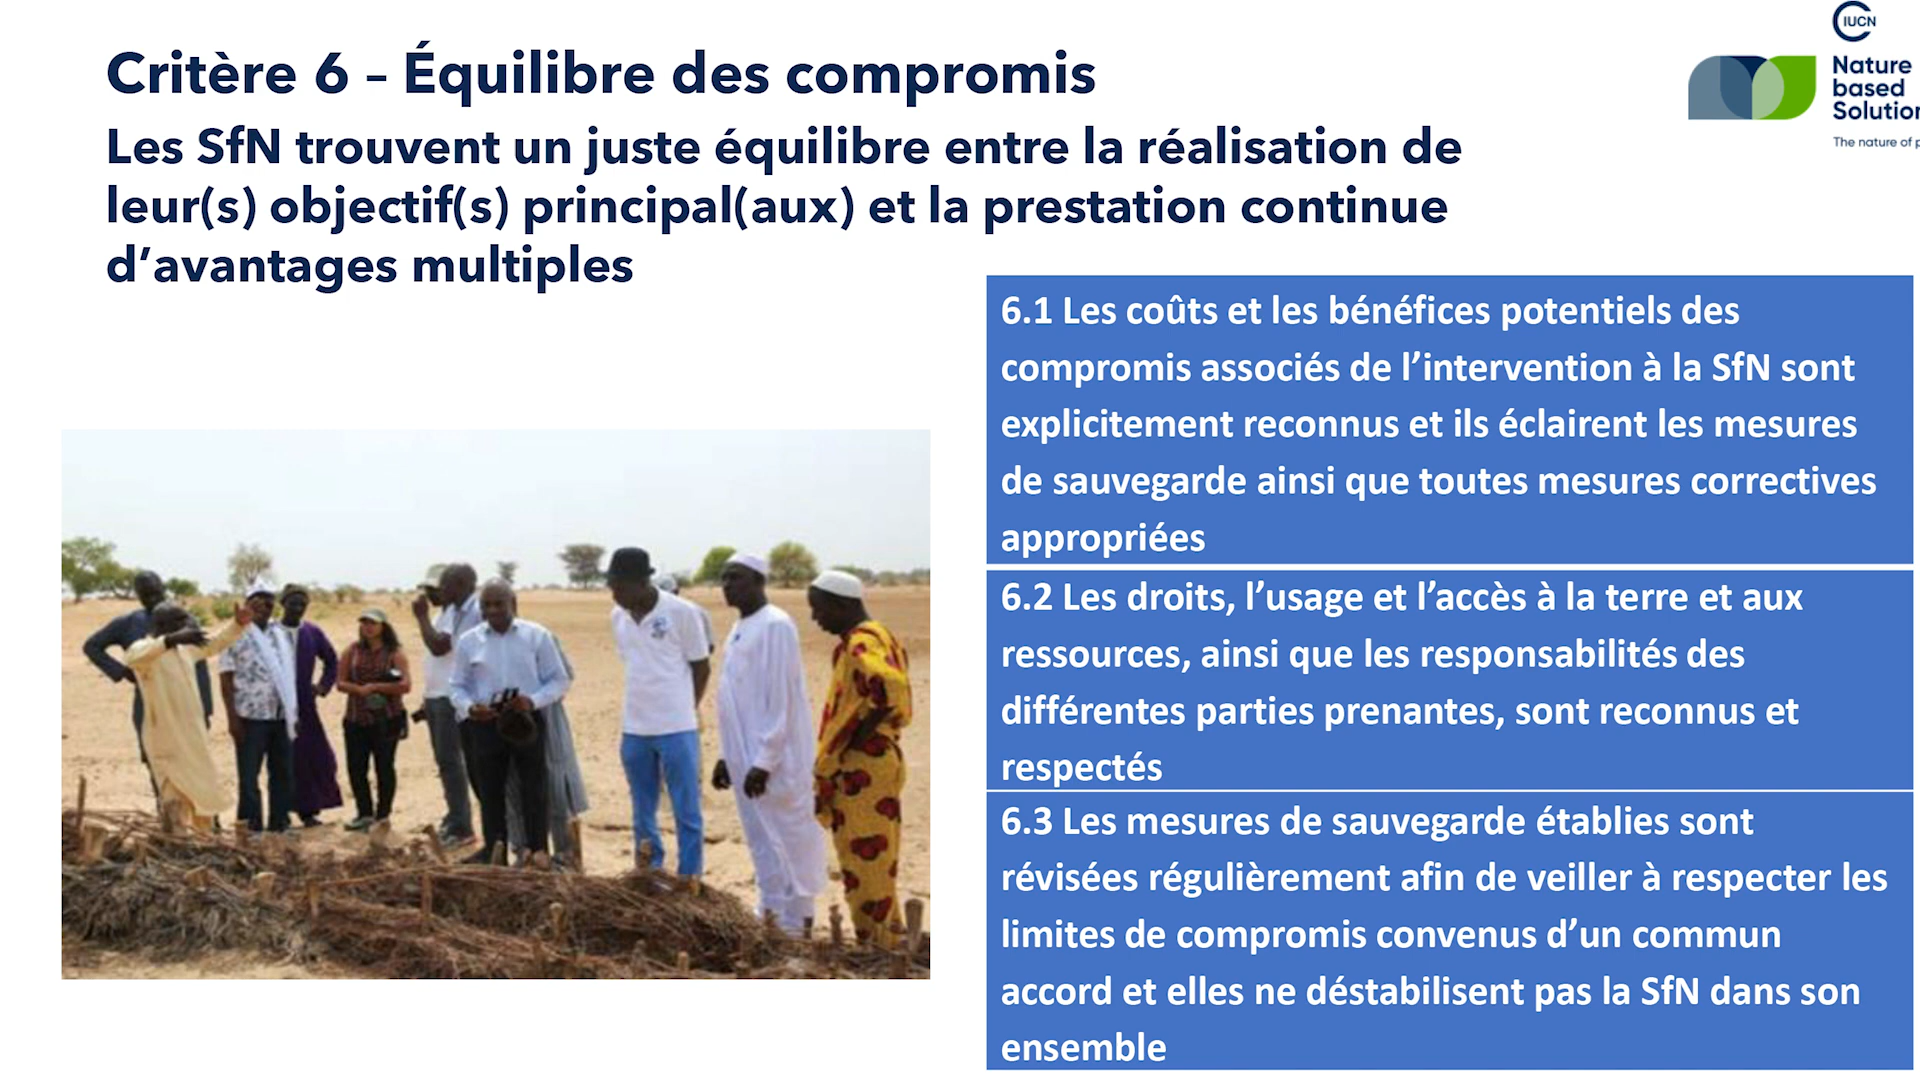 Critère 6 – Équilibre des compromis
Les SfN trouvent un juste équilibre entre la réalisation de
leur(s) objectif(s) principal(aux) et la prestation continue
d’avantages multiples
IUCN
Nature
based
Solution
The nature of p
6.1 Les coûts et les bénéfices potentiels des
compromis associés de l’intervention à la SfN sont
explicitement reconnus et ils éclairent les mesures
de sauvegarde ainsi que toutes mesures correctives
appropriées
6.2 Les droits, l’usage et l’accès à la terre et aux
ressources, ainsi que les responsabilités des
différentes parties prenantes, sont reconnus et
respectés
6.3 Les mesures de sauvegarde établies sont
révisées régulièrement afin de veiller à respecter les
limites de compromis convenus d’un commun
accord et elles ne déstabilisent pas la SfN dans son
ensemble